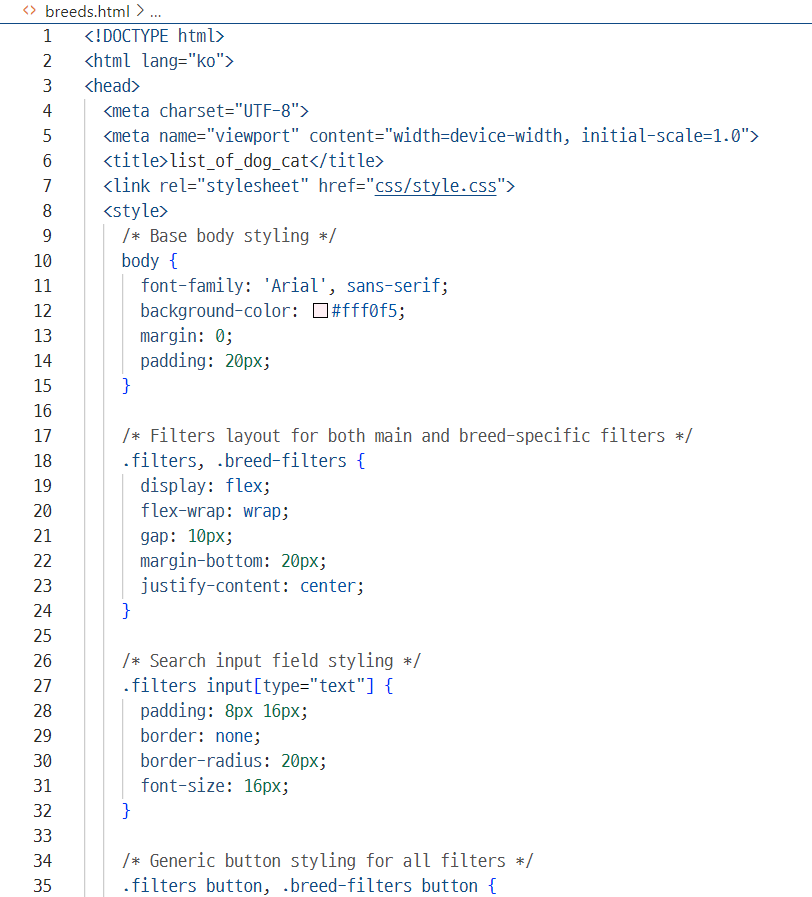 breeds.html > ...
1 <!DOCTYPE html>
2 <html lang="ko">
3 <head>
4 <meta charset="UTF-8">
5 <meta name="viewport" content="width=device-width, initial-scale=1.0">
6 <title>list_of_dog_cat</title>
7 <link rel="stylesheet" href="css/style.css">
8 <style>
9 /* Base body styling */
10 body {
11 font-family: 'Arial', sans-serif;
12 background-color: #fff0f5;
13 margin: 0;
14 padding: 20px;
15 }
16
17 /* Filters layout for both main and breed-specific filters */
18 .filters, .breed-filters {
19 display: flex;
20 flex-wrap: wrap;
21 gap: 10px;
22 margin-bottom: 20px;
23 justify-content: center;
24 }
25
26 /* Search input field styling */
27 .filters input[type="text"] {
28 padding: 8px 16px;
29 border: none;
30 border-radius: 20px;
31 font-size: 16px;
32 }
33
34 /* Generic button styling for all filters */
35 .filters button, .breed-filters button {